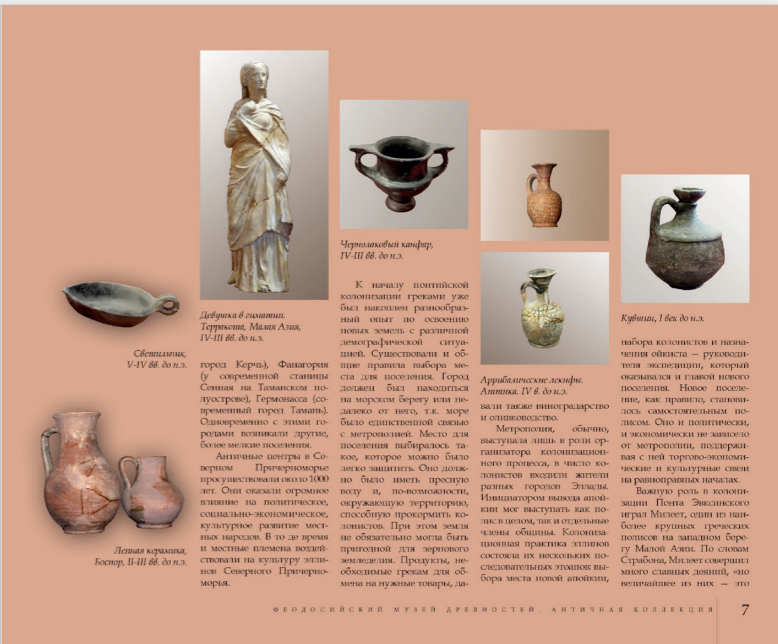 Светильник,
V-IV вв. до н.э.
Лепная керамика,
Боспор, II-III вв. до н.э.
Девушка в гиматии.
Терракота, Малая Азия,
IV-III вв. до н.э.
город Керчь), Фанагория
(у современной станицы
Сенная на Таманском по-
луострове), Гермонасса (со-
временный город Тамань).
Одновременно с этими го-
родами возникали другие,
более мелкие поселения.
Античные центры в Се-
верном Причерноморье
просуществовали около 1000
лет. Они оказали огромное
влияние на политическое,
социально-экономическое,
культурное развитие мест-
ных народов. В то де время
и местные племена воздей-
ствовали на культуру элли-
нов Северного Причерно-
морья.
Чернолаковый канфар,
IV-III вв. до н.э.
К началу понтийской
колонизации греками уже
был накоплен разнообраз-
ный опыт по освоению
новых земель с различной
демографической ситуа-
цией. Существовали и об-
щие правила выбора ме-
ста для поселения. Город
должен был находиться
на морском берегу или не-
далеко от него, т.к. море
было единственной связью
с метрополией. Место для
поселения выбиралось та-
кое, которое можно было
легко защитить. Оно долж-
но было иметь пресную
воду и, по-возможности,
окружающую территорию,
способную прокормить ко-
лонистов. При этом земля
не обязательно могла быть
пригодной для зернового
земледелия. Продукты, не-
обходимые грекам для об-
мена на нужные товары, да-
Аррибалические лекифы.
Аттика. IV в. до н.э.
вали также виноградарство
и оливководство.
Метрополия, обычно,
выступала лишь в роли ор-
ганизатора колонизацион-
ного процесса, в число ко-
лонистов входили жители
разных городов Эллады.
Инициатором вывода апой-
кии мог выступать как по-
лис в целом, так и отдельные
члены общины. Колониза-
ционная практика эллинов
состояла их нескольких по-
следовательных этоапов вы-
бора места новой апойкии,
Кувшин, I век до н.э.
набора колонистов и назна-
чения ойкиста – руководи-
теля экспедиции, который
оказывался и главой нового
поселения. Новое поселе-
ние, как правило, станови-
лось самостоятельным по-
лисом. Оно и политически,
и экономически не зависело
от метрополии, поддержи-
вая с ней торгово-экономи-
ческие и культурные связи
на равноправных началах.
Важную роль в колони-
зации Понта Эвксинского
играл Милеет, один из наи-
более крупных греческих
полисов на западном бере-
гу Малой Азии. По словам
Страбона, Милеет совершил
много славных деяний, «но
величайшее из них — это
ФЕОДОСИЙСКИЙ МУЗЕЙ ДРЕВНОСТЕЙ. АНТИЧНАЯ КОЛЛЕКЦИЯ 7